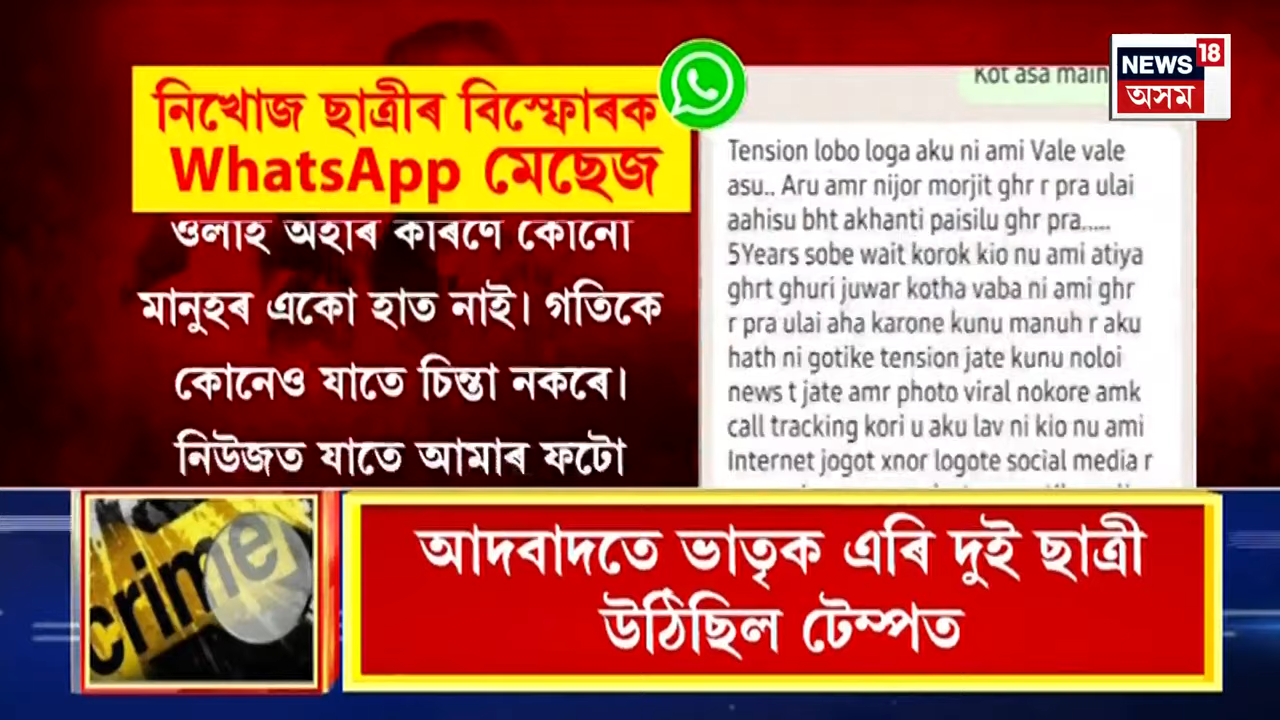 নিখোজ ছাত্ৰীৰ বিস্ফোৰক
WhatsApp মেছেজ
ওলাহ অহাৰ কাৰণে কোনো
মানুহৰ একো হাত নাই। গতিকে
কোনেও যাতে চিন্তা নকৰে।
নিউজত যাতে আমাৰ ফটো
Kot asa main
NEWS 18
অসম
Tension lobo loga aku ni ami Vale vale
asu.. Aru amr nijor morjit ghr r pra ulai
aahisu bht akhanti paisilu ghr pra.....
5Years sobe wait korok kio nu ami atiya
ghrt ghuri juwar kotha vaba ni ami ghr
r pra ulai aha karone kunu manuh r aku
hath ni gotike tension jate kunu noloi
news t jate amr photo viral nokore amk
call tracking kori u aku lav ni kio nu ami
Internet jogot xnor logote social media r
crime
আদবাদতে ভাতৃক এৰি দুই ছাত্ৰী
উঠিছিল টেম্পত